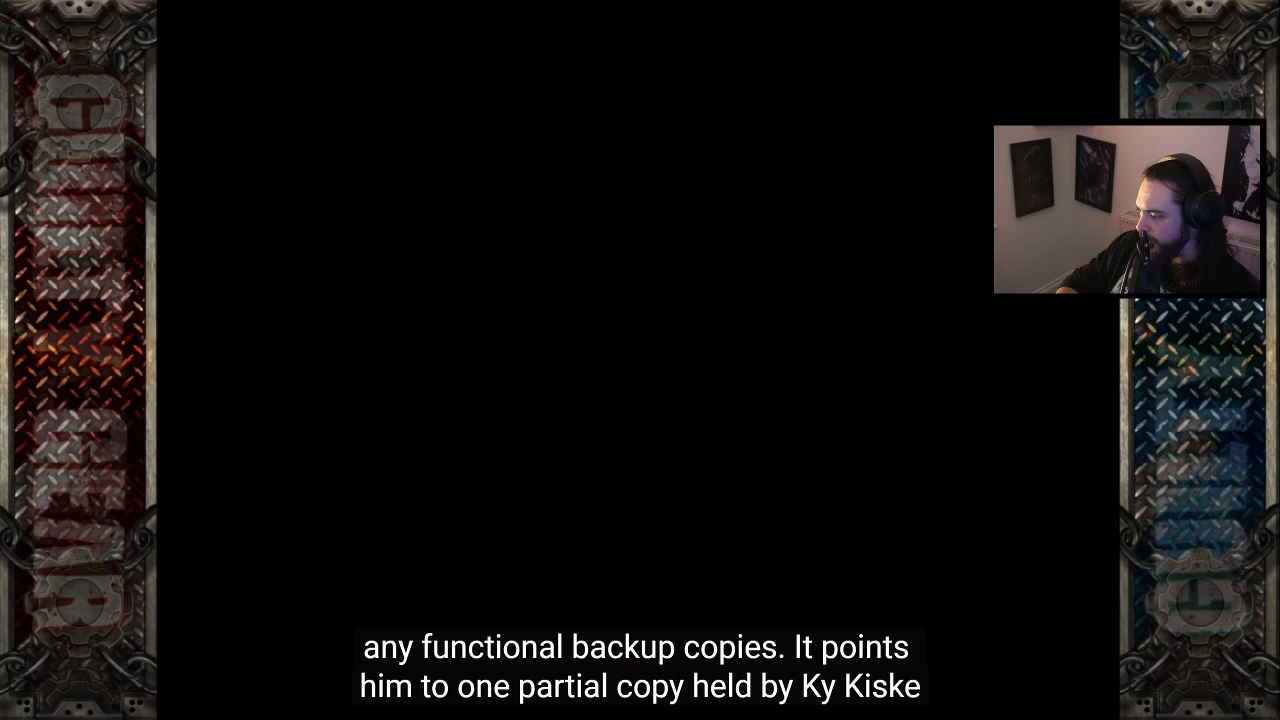 any functional backup copies. It points
him to one partial copy held by Ky Kiske